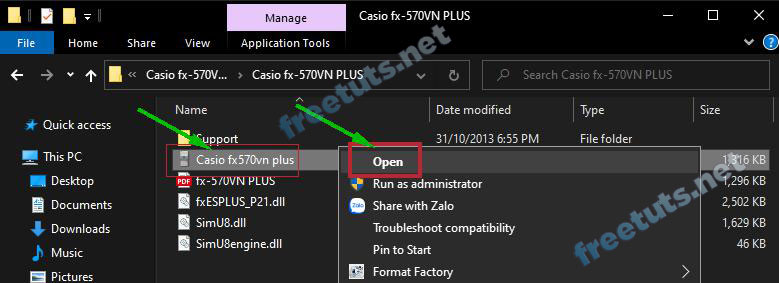 Manage
Casio fx-570VN PLUS
File
Home
Share
View
Application Tools
Casio fx-570V...
Casio fx-570VN PLUS
Search Casio fx-570VN PLUS
Name
Date modified
Type
Size
Quick access
This PC
Desktop
Documents
Downloads
Music
Pictures
Support
31/10/2013 6:55 PM
File folder
Casio fx570vn plus
1,316 KB
PDF
fx-570VN PLUS
1,296 KB
fxESPLUS_P21.dll
2,502 KB
SimU8.dll
1,629 KB
SimU8engine.dll
46 KB
Open
Run as administrator
Zalo
Share with Zalo
Troubleshoot compatibility
Pin to Start
Format Factory
freetuts.net
freetuts.net
freetuts.net